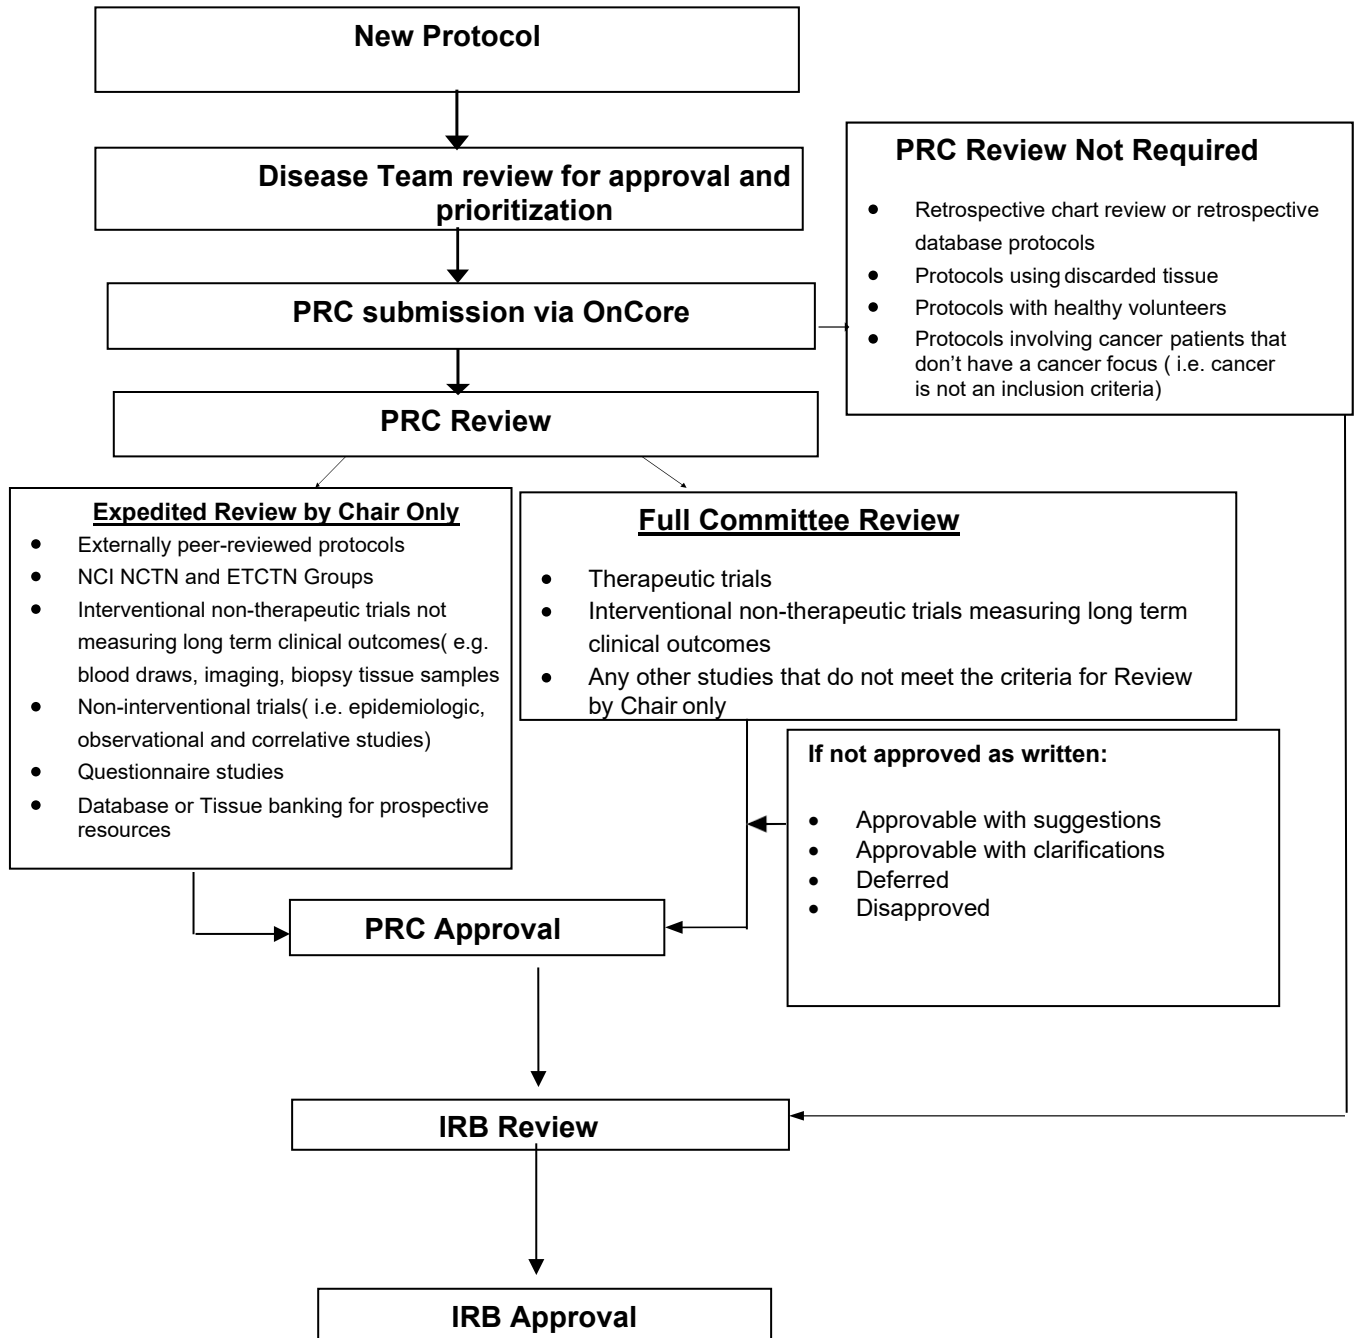 New Protocol
Disease Team review for approval and
prioritization
PRC Review Not Required
• Retrospective chart review or retrospective
database protocols
• Protocols using discarded tissue
• Protocols with healthy volunteers
• Protocols involving cancer patients that
don’t have a cancer focus ( i.e. cancer
is not an inclusion criteria)
PRC submission via OnCore
PRC Review
Expedited Review by Chair Only
• Externally peer-reviewed protocols
• NCI NCTN and ETCTN Groups
• Interventional non-therapeutic trials not
measuring long term clinical outcomes( e.g.
blood draws, imaging, biopsy tissue samples
• Non-interventional trials( i.e. epidemiologic,
observational and correlative studies)
• Questionnaire studies
• Database or Tissue banking for prospective
resources
Full Committee Review
• Therapeutic trials
• Interventional non-therapeutic trials measuring long term
clinical outcomes
• Any other studies that do not meet the criteria for Review
by Chair only
If not approved as written:
• Approvable with suggestions
• Approvable with clarifications
• Deferred
• Disapproved
PRC Approval
IRB Review
IRB Approval